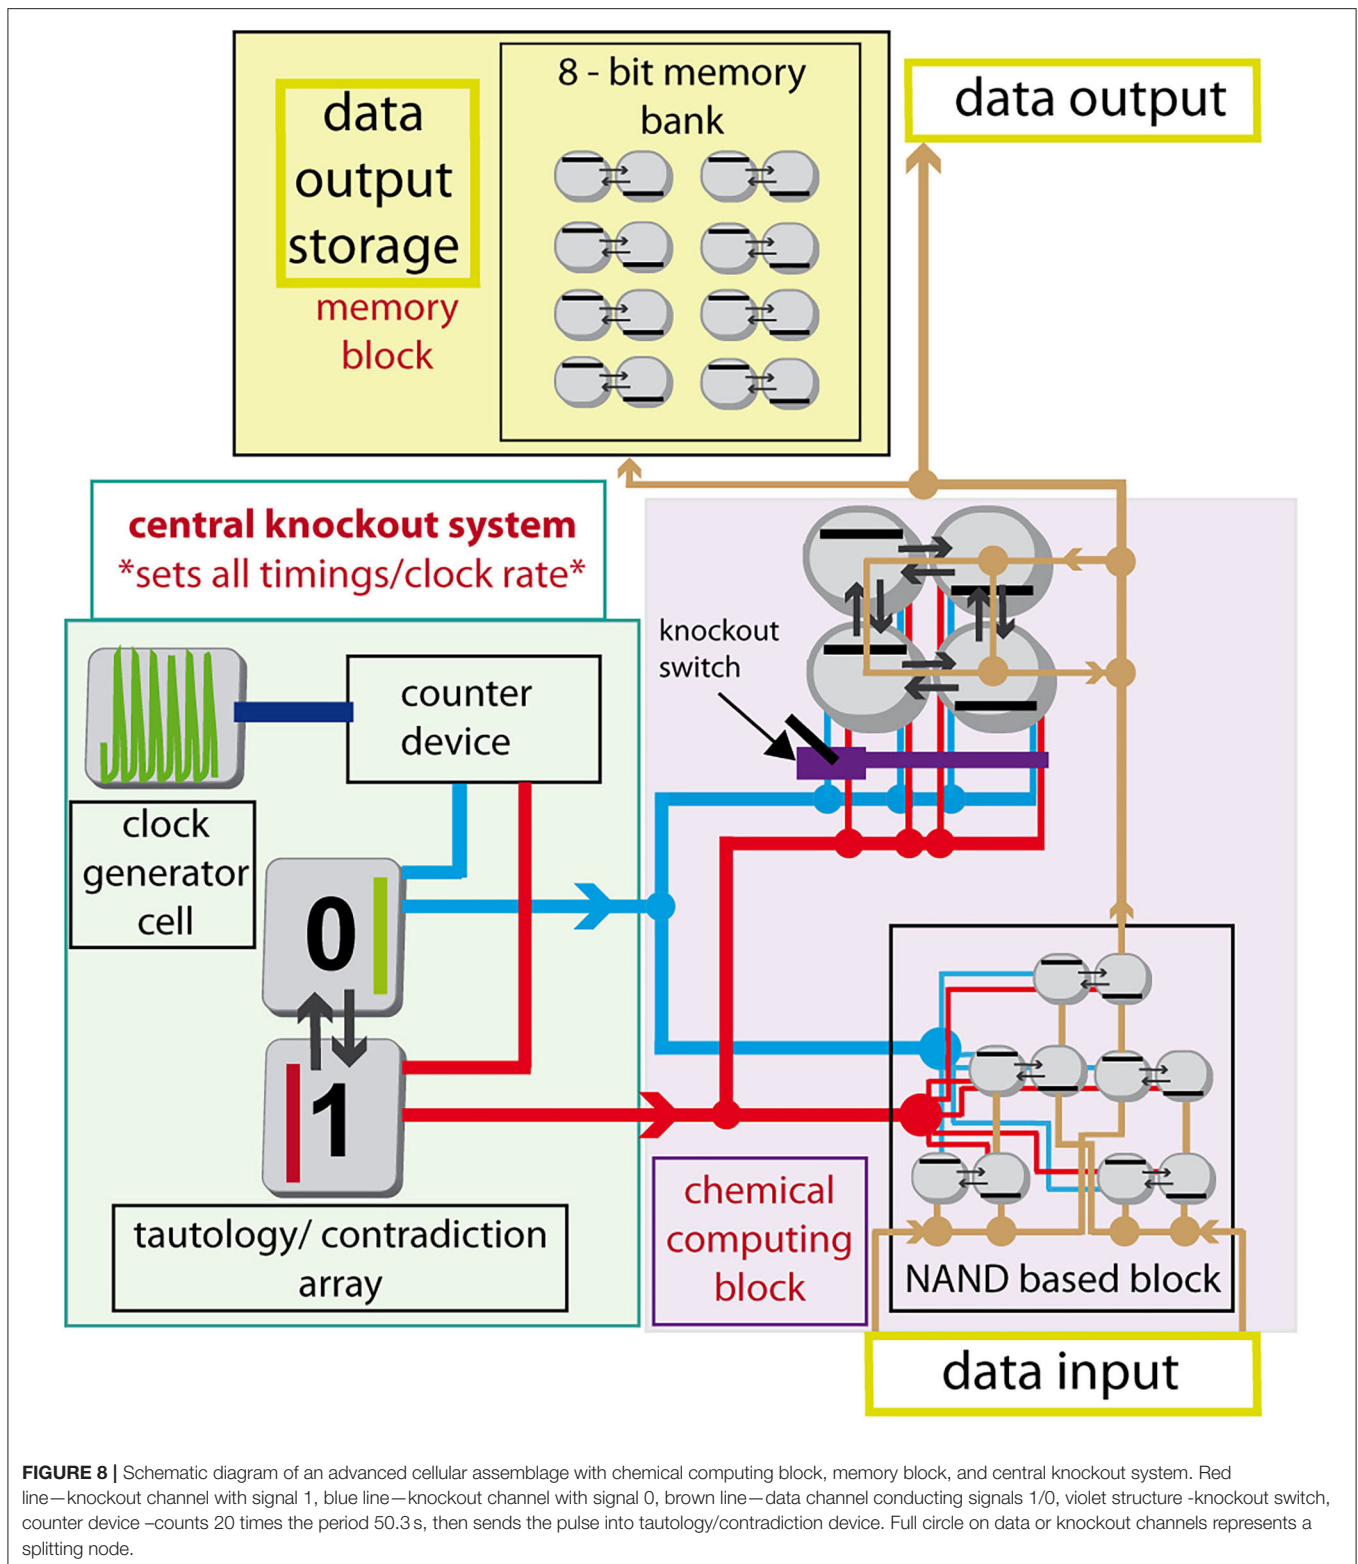 8 - bit memory
bank
data
output
storage
memory
block
data output
central knockout system
*sets all timings/clock rate*
knockout
switch
counter
device
clock
generator
cell
0
1
tautology/ contradiction
array
chemical
computing
block
NAND based block
data input
FIGURE 8 | Schematic diagram of an advanced cellular assemblage with chemical computing block, memory block, and central knockout system. Red
line—knockout channel with signal 1, blue line—knockout channel with signal 0, brown line—data channel conducting signals 1/0, violet structure -knockout switch,
counter device –counts 20 times the period 50.3 s, then sends the pulse into tautology/contradiction device. Full circle on data or knockout channels represents a
splitting node.